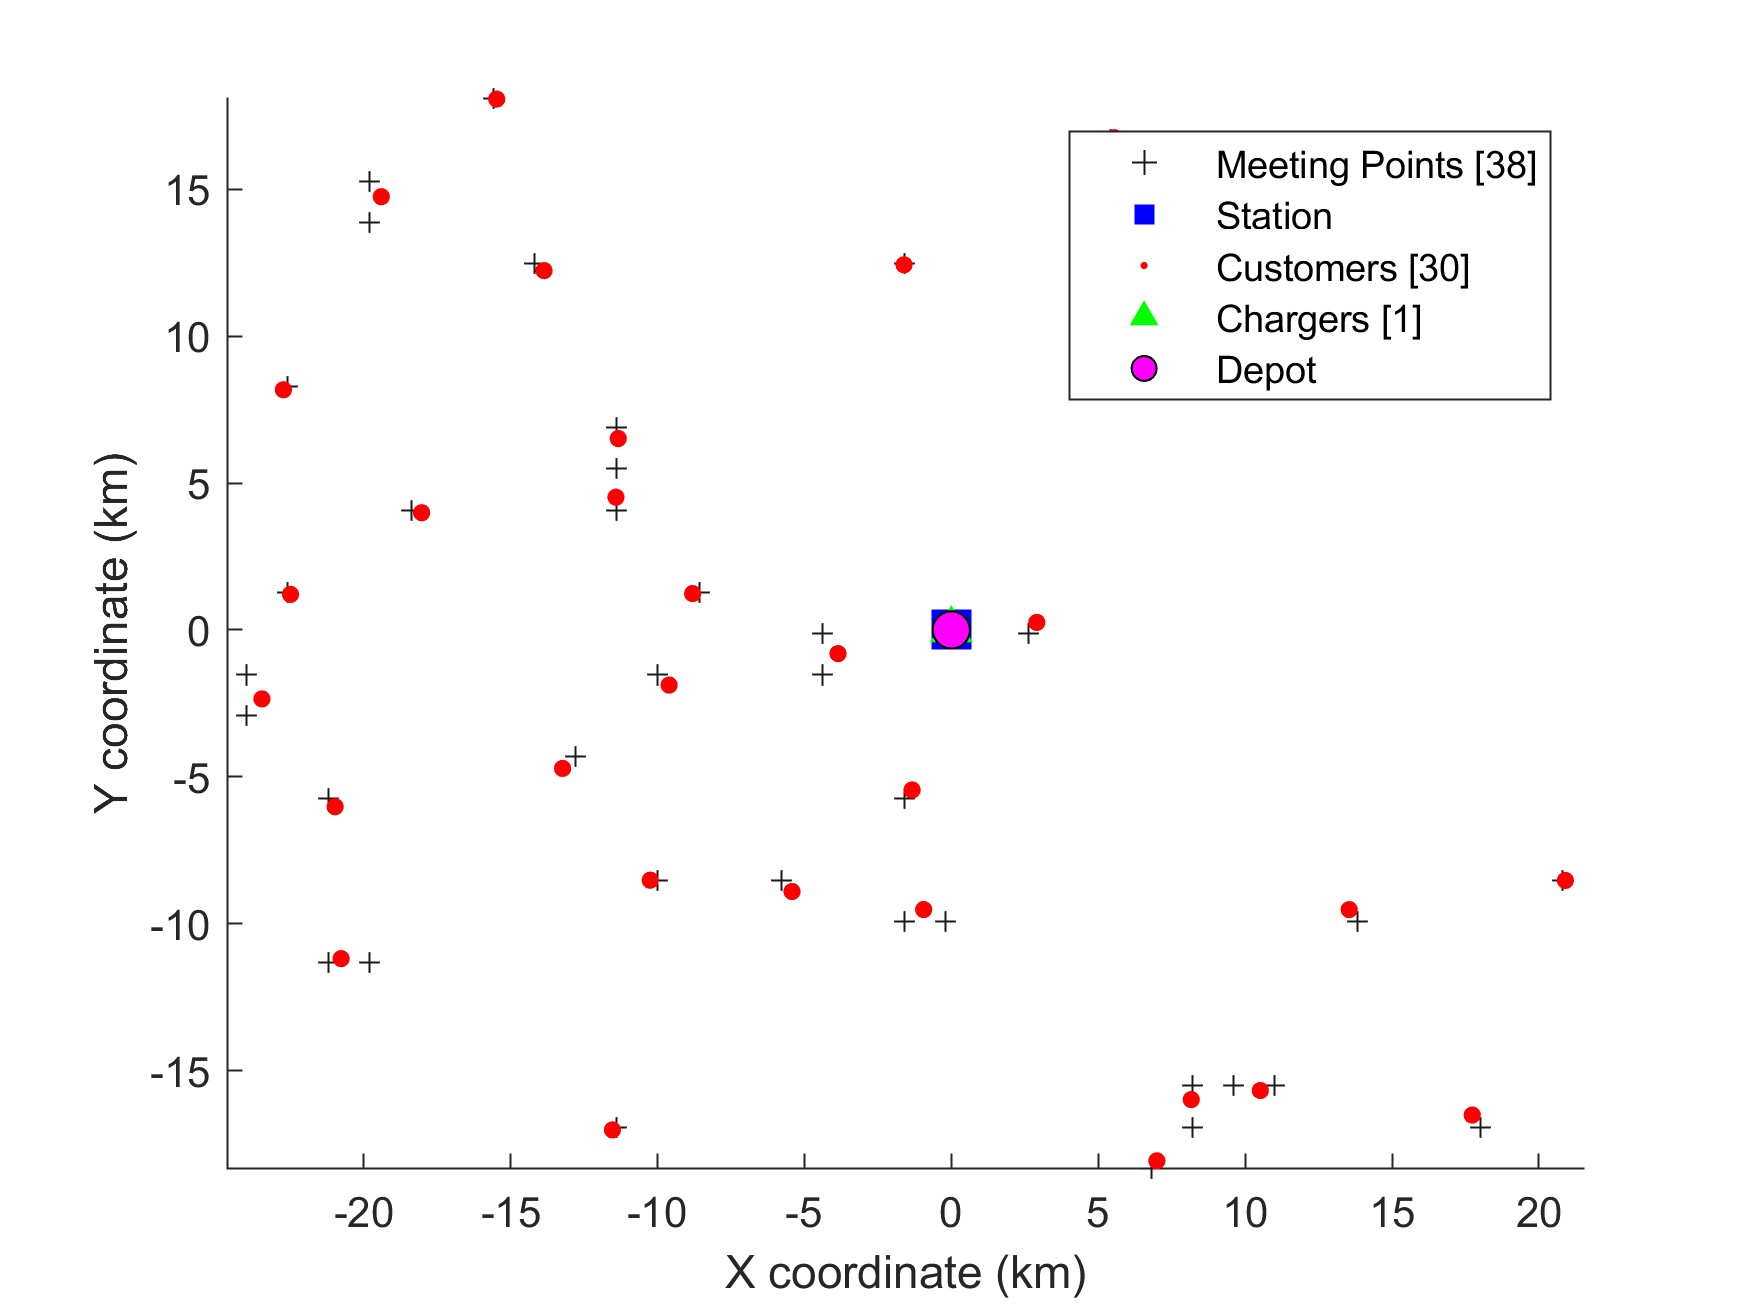 Meeting Points [38]
Station
Customers [30]
Chargers [1]
Depot
15
10
5
0
-5
-10
-15
Y coordinate (km)
-20 -15 -10 -5 0 5 10 15 20
X coordinate (km)